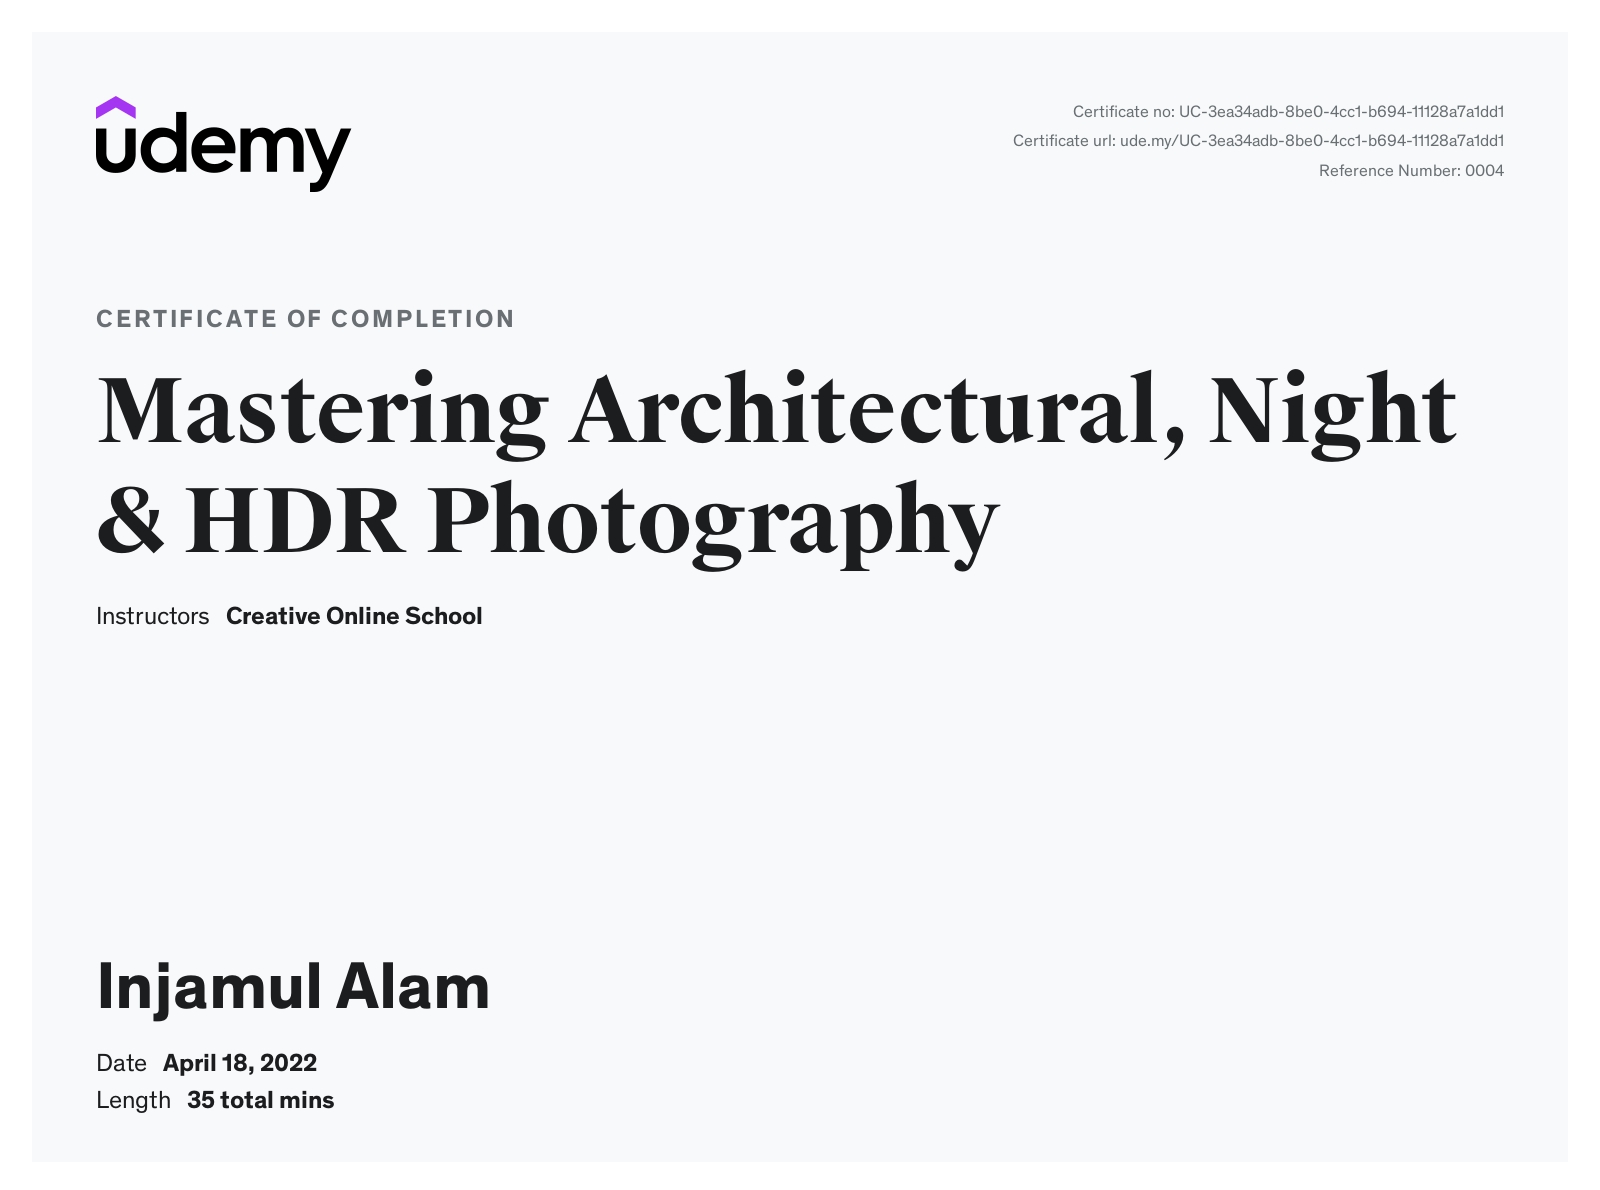 udemy
Certificate no: UC-3ea34adb-8be0-4cc1-b694-11128a7a1dd1
Certificate url: ude.my/UC-3ea34adb-8be0-4cc1-b694-11128a7a1dd1
Reference Number: 0004
CERTIFICATE OF COMPLETION
Mastering Architectural, Night
& HDR Photography
Instructors Creative Online School
Injamul Alam
Date April 18, 2022
Length 35 total mins